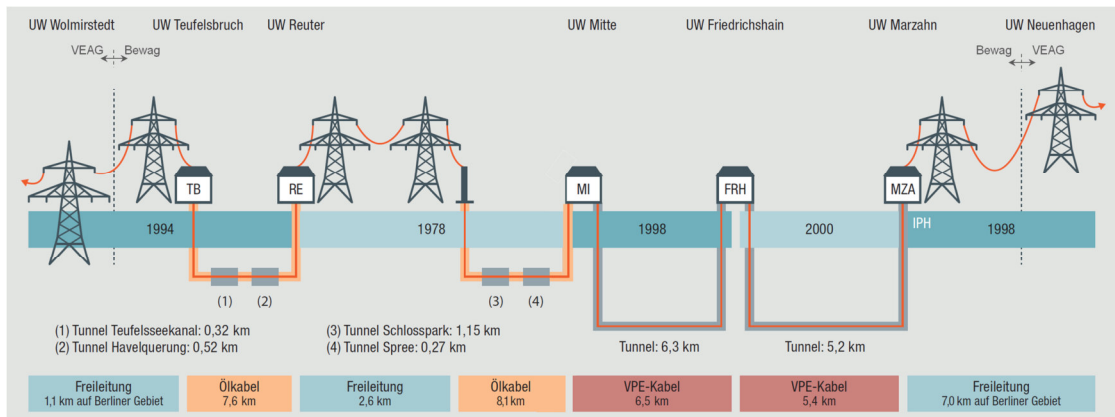 UW Wolmirstedt
UW Teufelsbruch
UW Reuter
UW Mitte
UW Friedrichshain
UW Marzahn
UW Neuenhagen
VEAG
Bewag
Bewag
VEAG
TB
RE
MI
FRH
MZA
1994
1978
1998
2000
IPH
1998
(1)
(2)
(3)
(4)
(1) Tunnel Teufelsseekanal: 0,32 km
(2) Tunnel Havelquerung: 0,52 km
(3) Tunnel Schlosspark: 1,15 km
(4) Tunnel Spree: 0,27 km
Tunnel: 6,3 km
Tunnel: 5,2 km
Freileitung
1,1 km auf Berliner Gebiet
Ölkabel
7,6 km
Freileitung
2,6 km
Ölkabel
8,1 km
VPE-Kabel
6,5 km
VPE-Kabel
5,4 km
Freileitung
7,0 km auf Berliner Gebiet